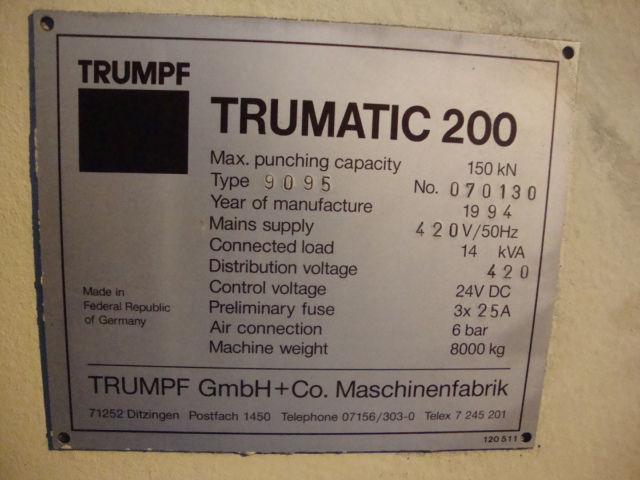 TRUMPF
TRUMATIC 200
Max. punching capacity 150 kN
Type 9095 No. 070130
Year of manufacture 1994
Mains supply 420V/50Hz
Connected load 14 kVA
Distribution voltage 420
Control voltage 24V DC
Preliminary fuse 3x 25A
Air connection 6 bar
Machine weight 8000 kg
Made in
Federal Republic
of Germany
TRUMPF GmbH+Co. Maschinenfabrik
71252 Ditzingen Postfach 1450 Telephone 07156/303-0 Telex 7 245 201
120 511